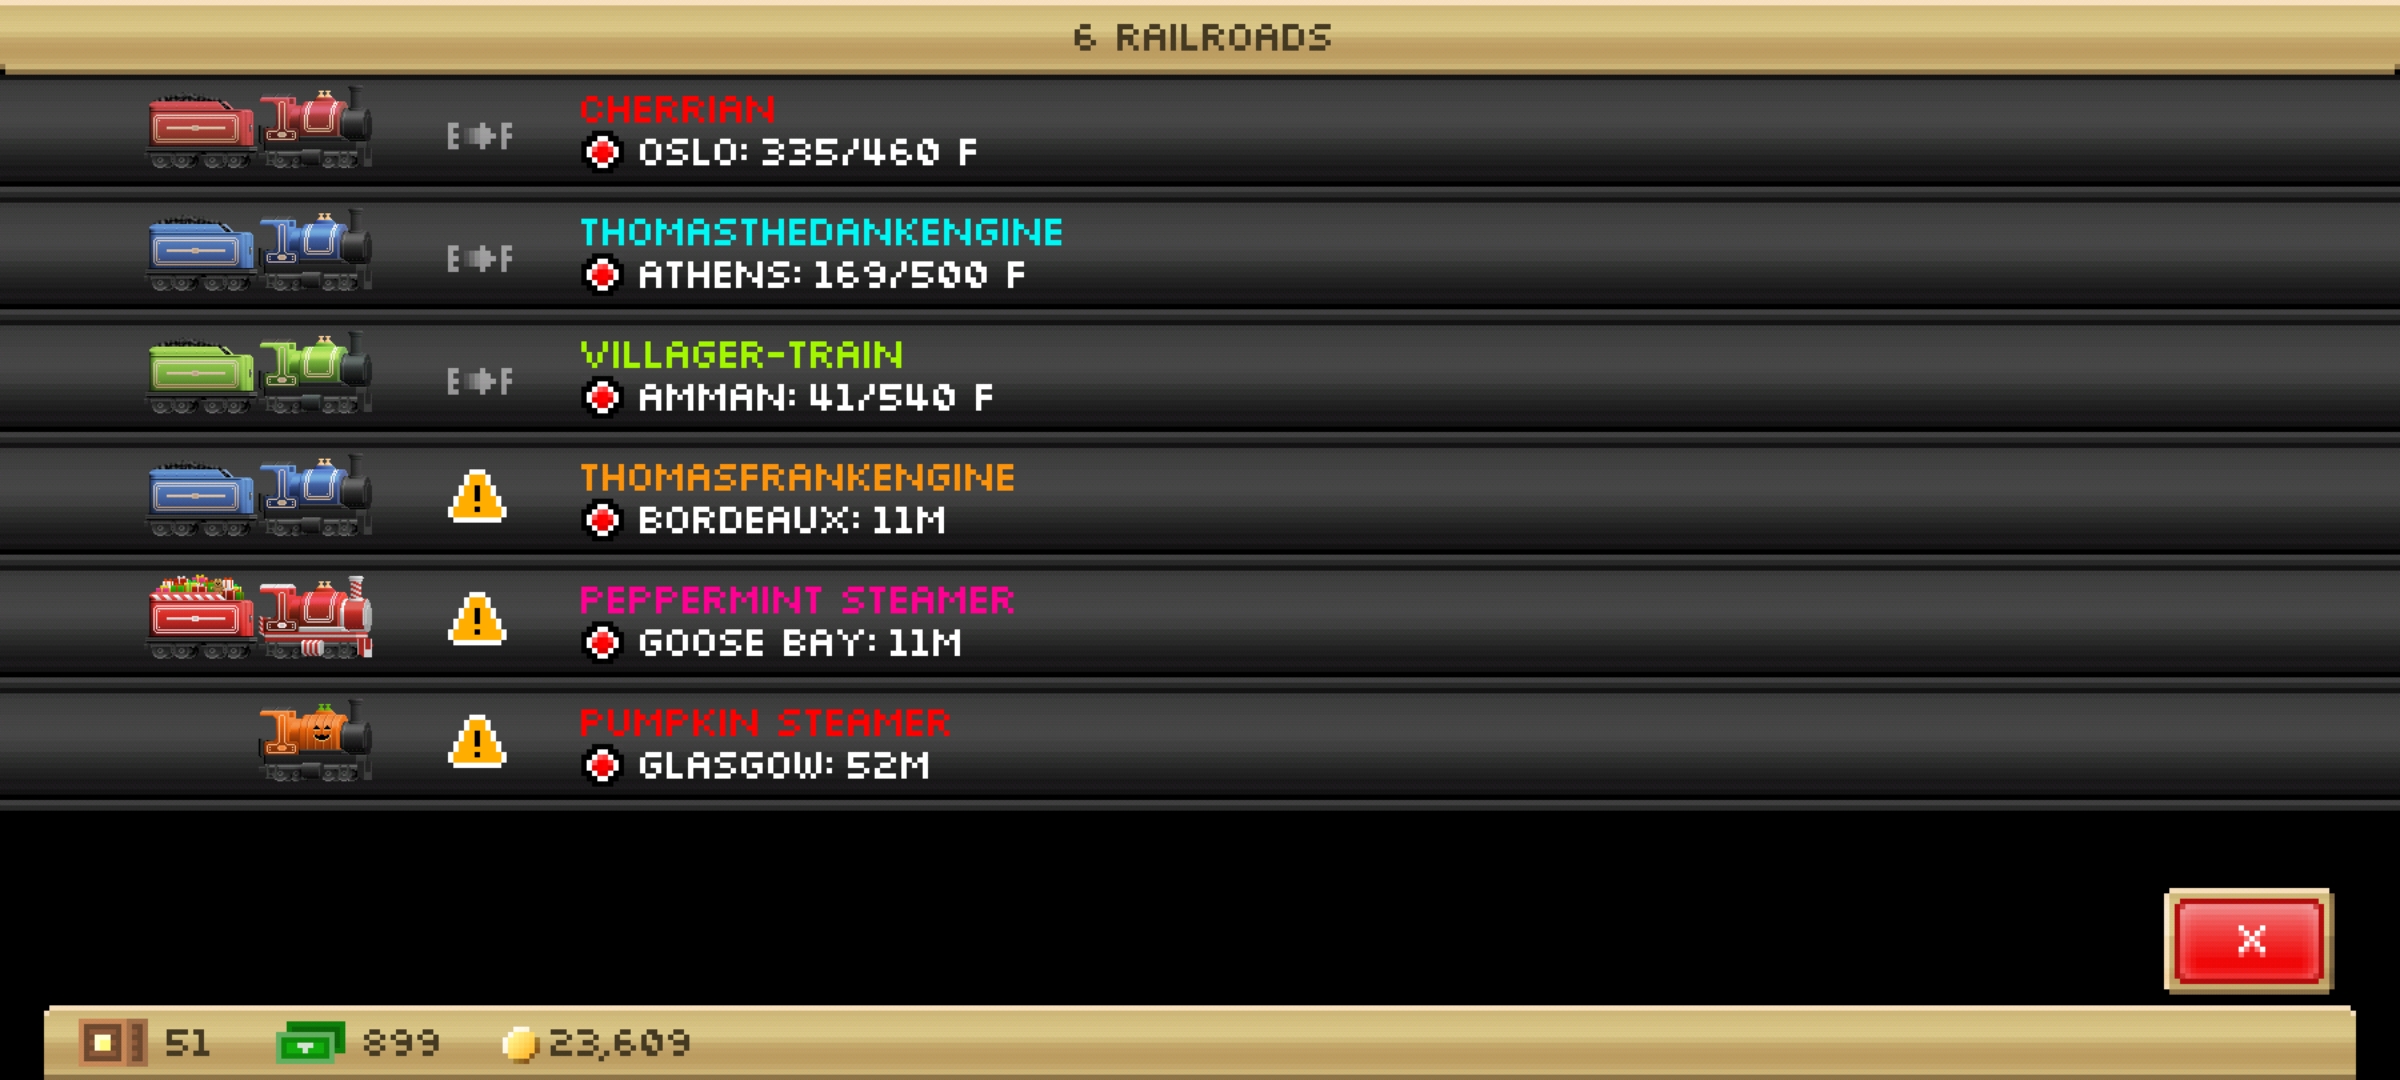 6 RAILROADS
E F
CHERRIAN
OSLO: 335/460 F
E F
THOMASTHEDANKENGINE
ATHENS: 169/500 F
E F
VILLAGER-TRAIN
AMMAN: 41/540 F
THOMASFRANKENGINE
BORDEAUX: 11M
PEPPERMINT STEAMER
GOOSE BAY: 11M
PUMPKIN STEAMER
GLASGOW: 52M
X
51 899 23,609